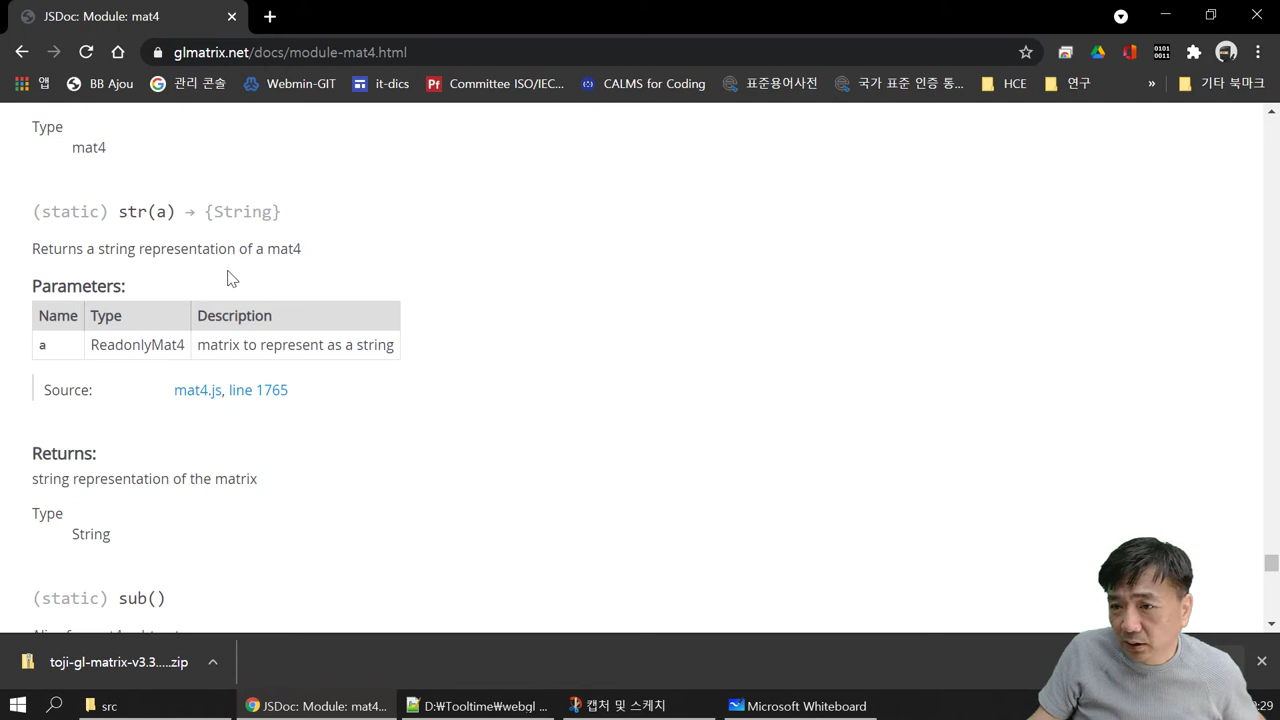 JSDoc: Module: mat4
glmatrix.net/docs/module-mat4.html
앱 BB Ajou 관리 콘솔 Webmin-GIT it-dics Committee ISO/IEC... CALMS for Coding 표준용어사전 국가 표준 인증 통... HCE 연구 » 기타 북마크
Type
mat4
(static) str(a) → {String}
Returns a string representation of a mat4
Parameters:
Name Type Description
a ReadonlyMat4 matrix to represent as a string
Source: mat4.js, line 1765
Returns:
string representation of the matrix
Type
String
(static) sub()
toji-gl-matrix-v3.3.....zip
src JSDoc: Module: mat4... D:₩Tooltime₩webgl ... 캡처 및 스케치 Microsoft Whiteboard